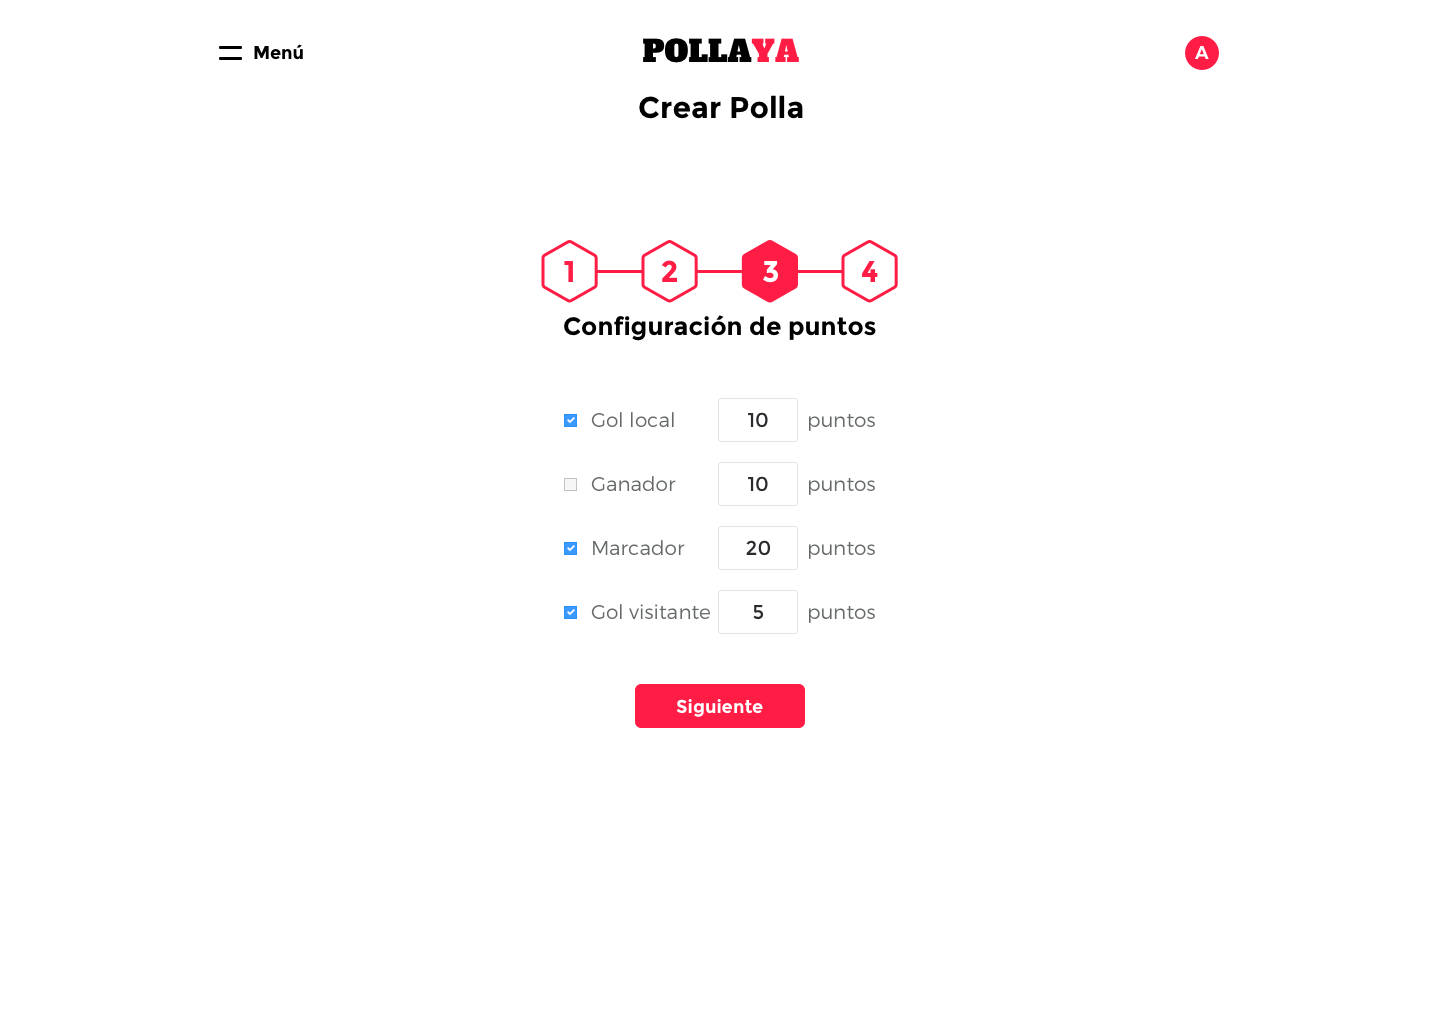 Menú
POLLAYA
A
Crear Polla
1 2 3 4
Configuración de puntos
Gol local 10 puntos
Ganador 10 puntos
Marcador 20 puntos
Gol visitante 5 puntos
Siguiente